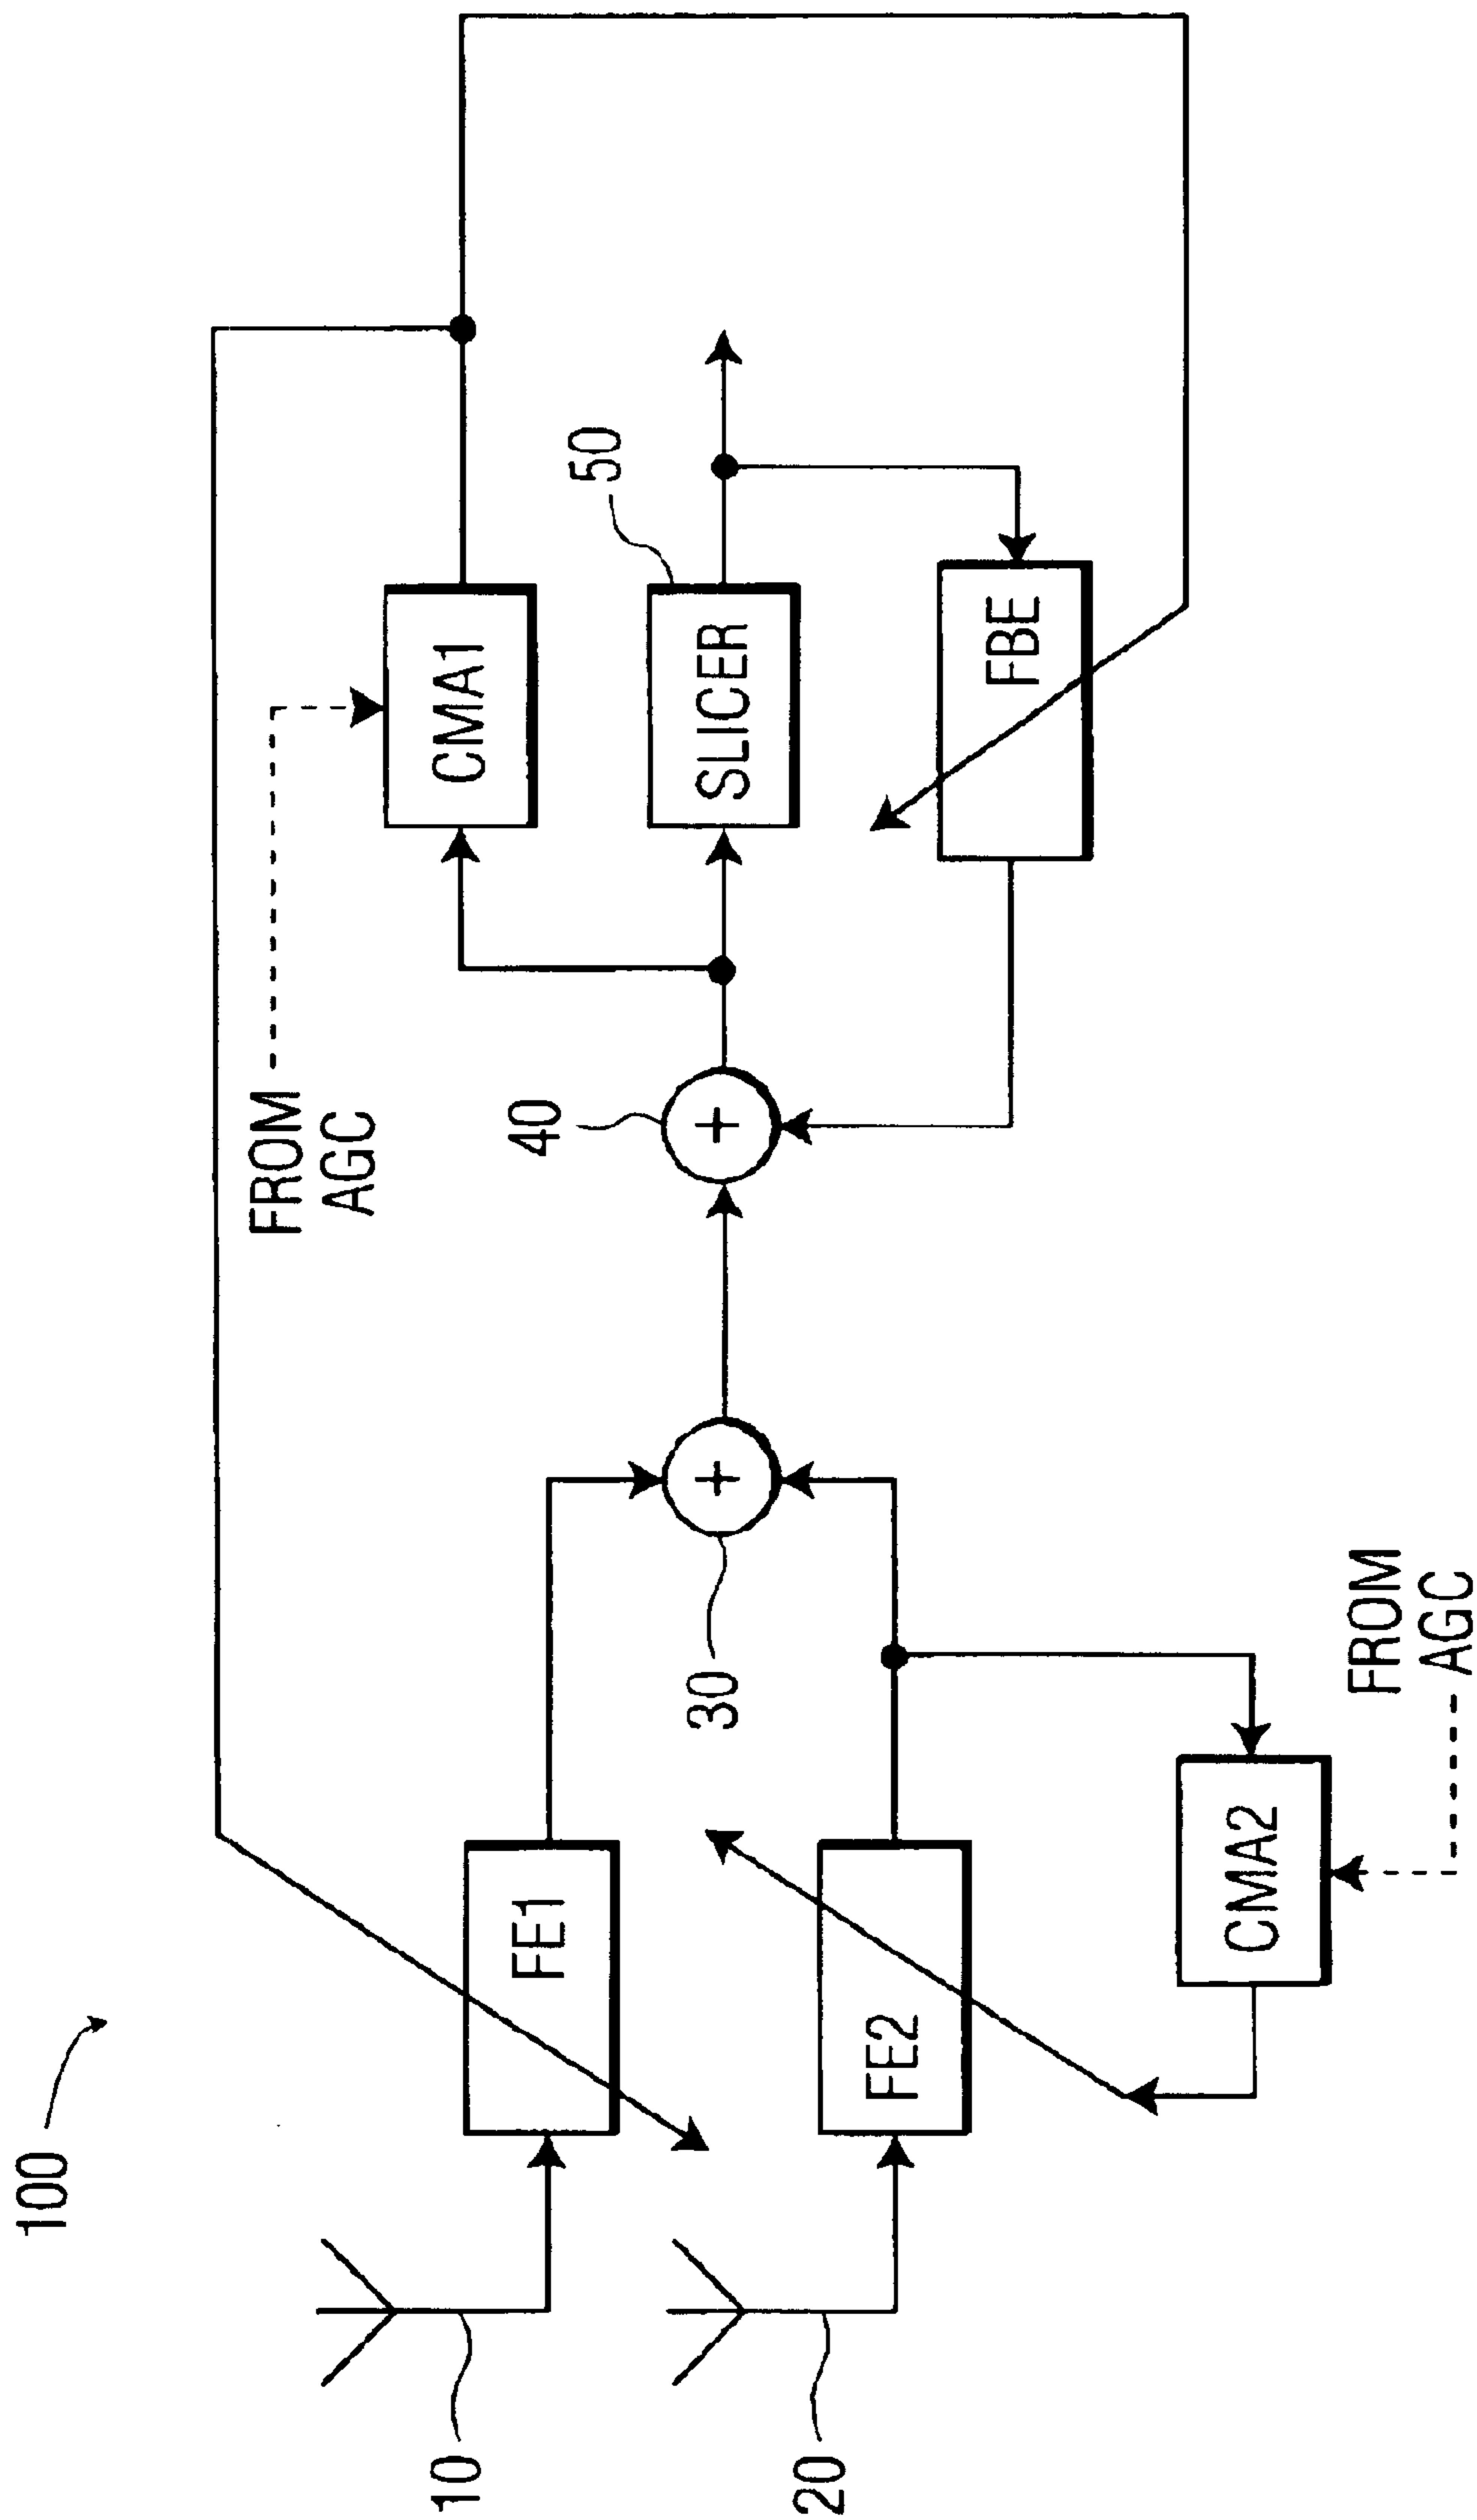 100
FROM
AGC
CMA1
50
40
SLICER
10
FE1
30
FBE
20
FE2
CMA2
FROM
AGC